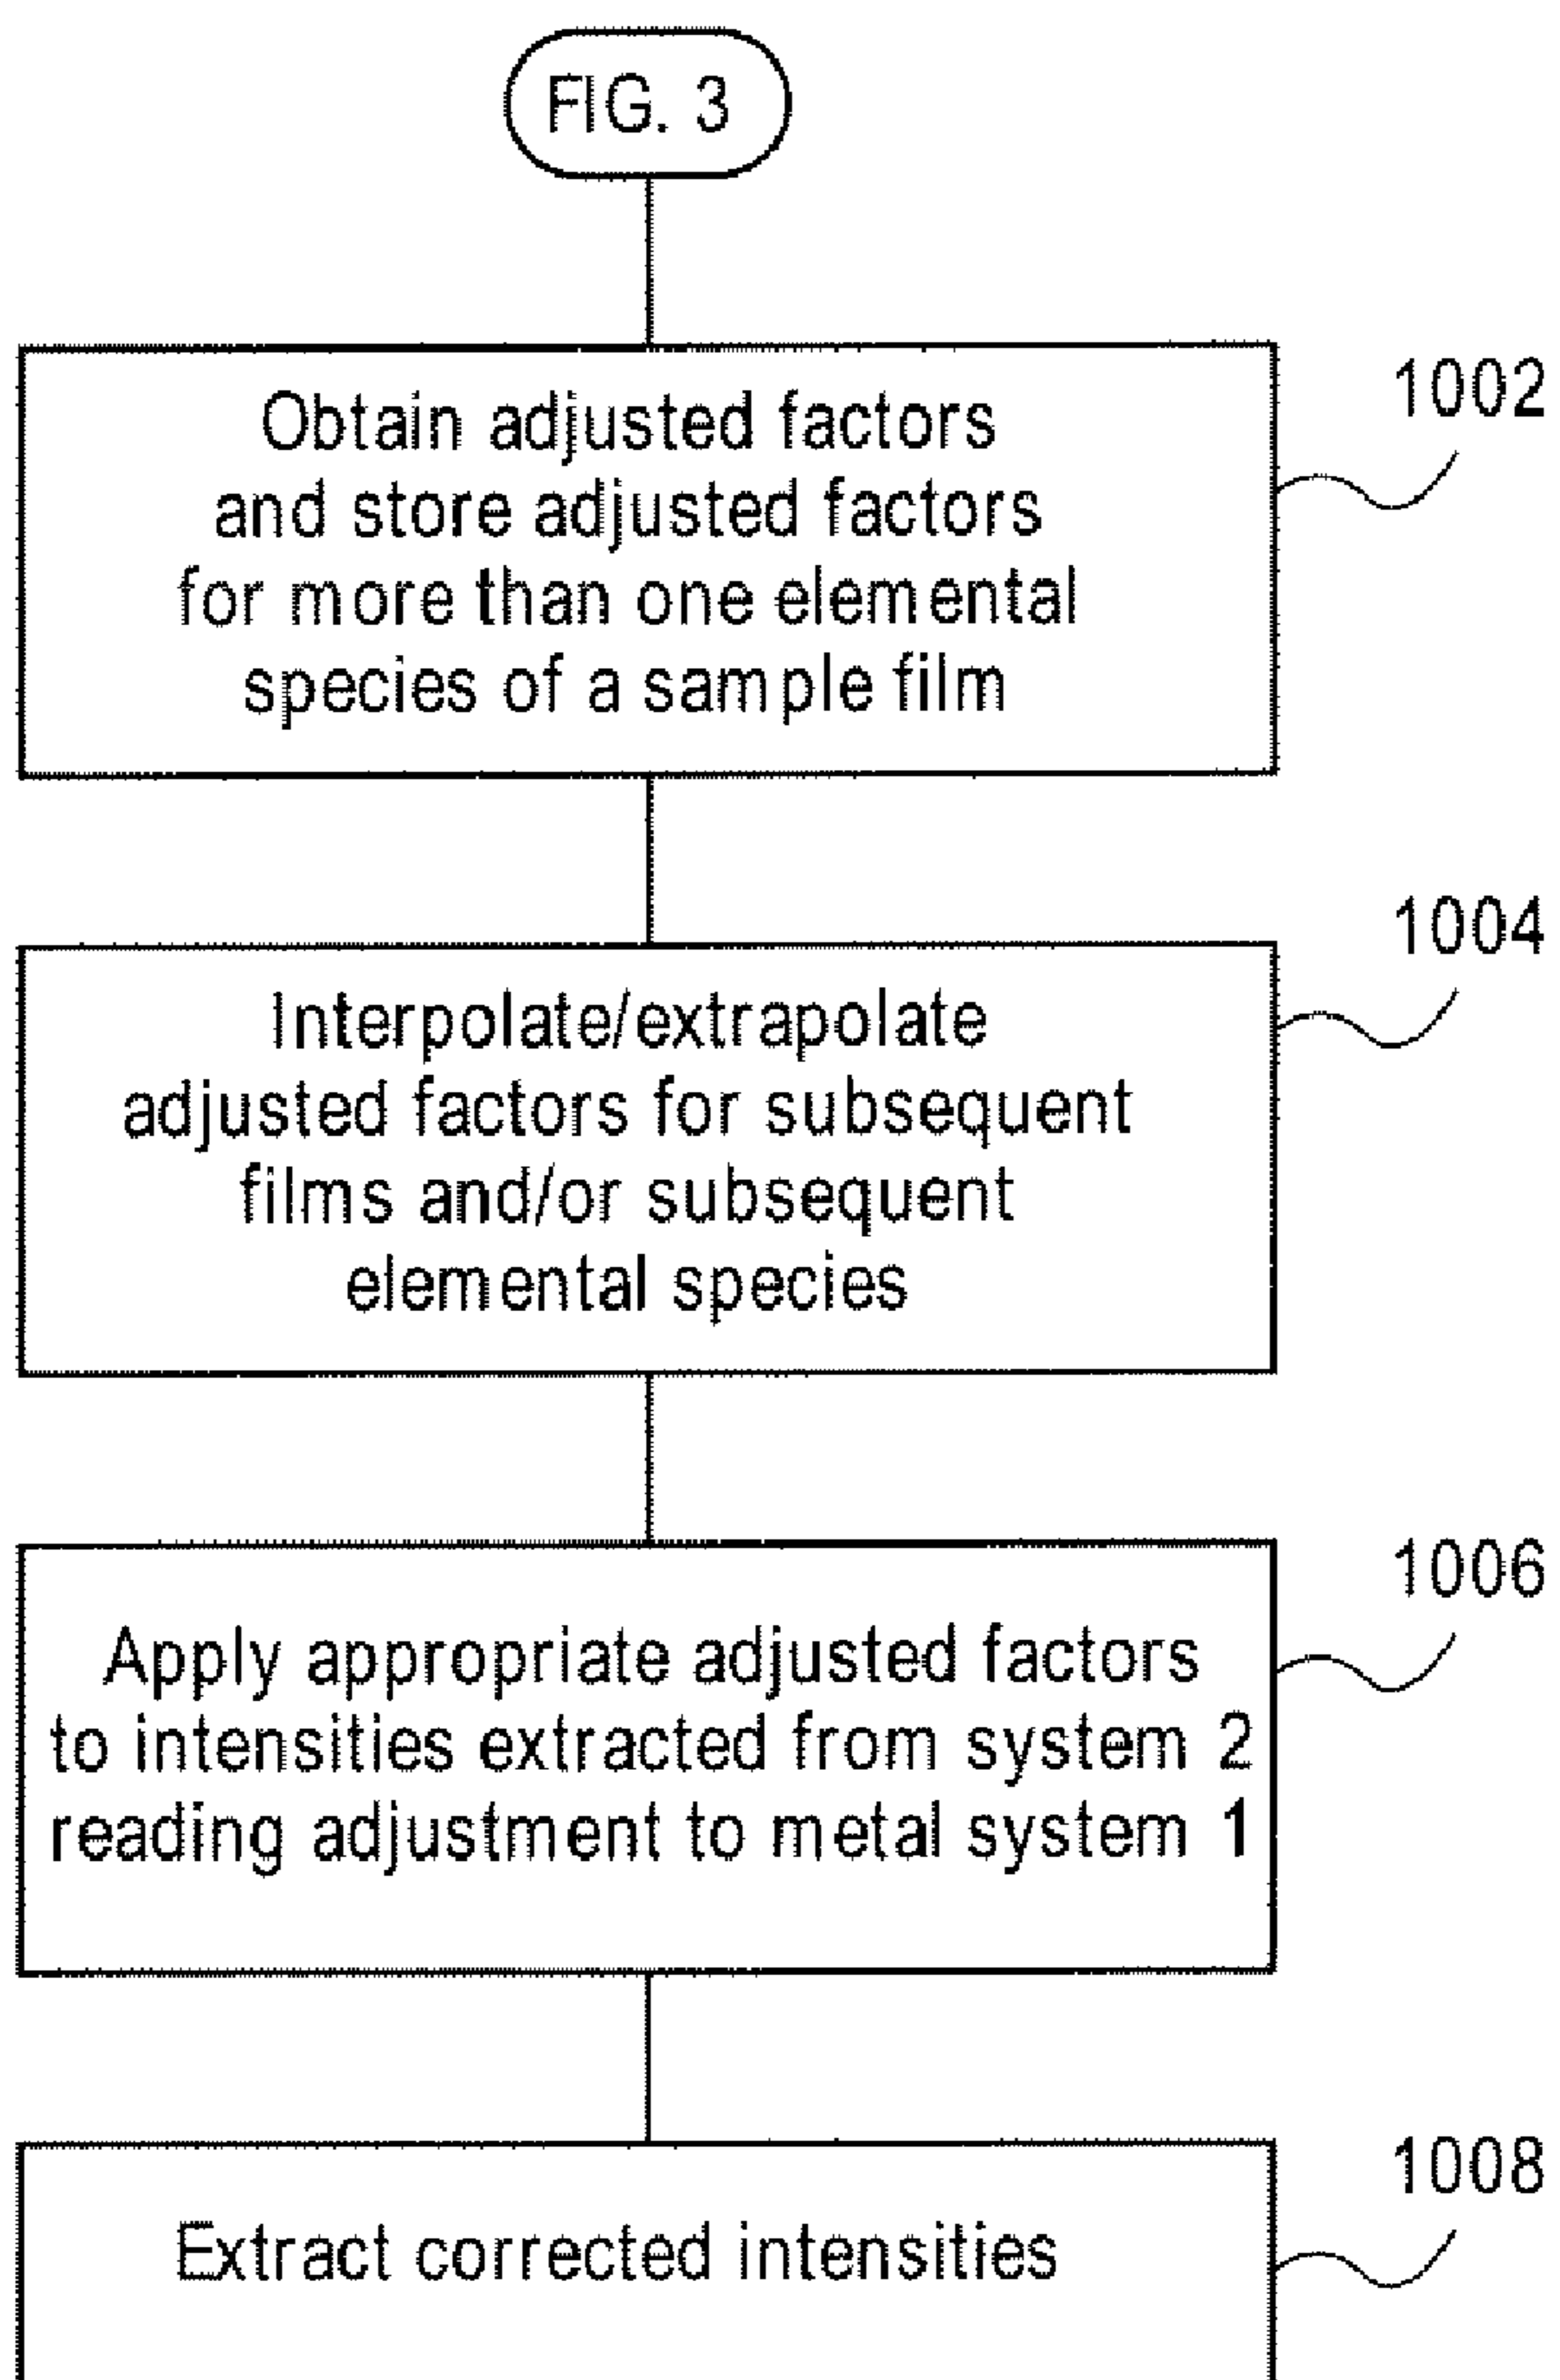 FIG. 3
Obtain adjusted factors
and store adjusted factors
for more than one elemental
species of a sample film
1002
Interpolate/extrapolate
adjusted factors for subsequent
films and/or subsequent
elemental species
1004
Apply appropriate adjusted factors
to intensities extracted from system 2
reading adjustment to metal system 1
1006
Extract corrected intensities
1008